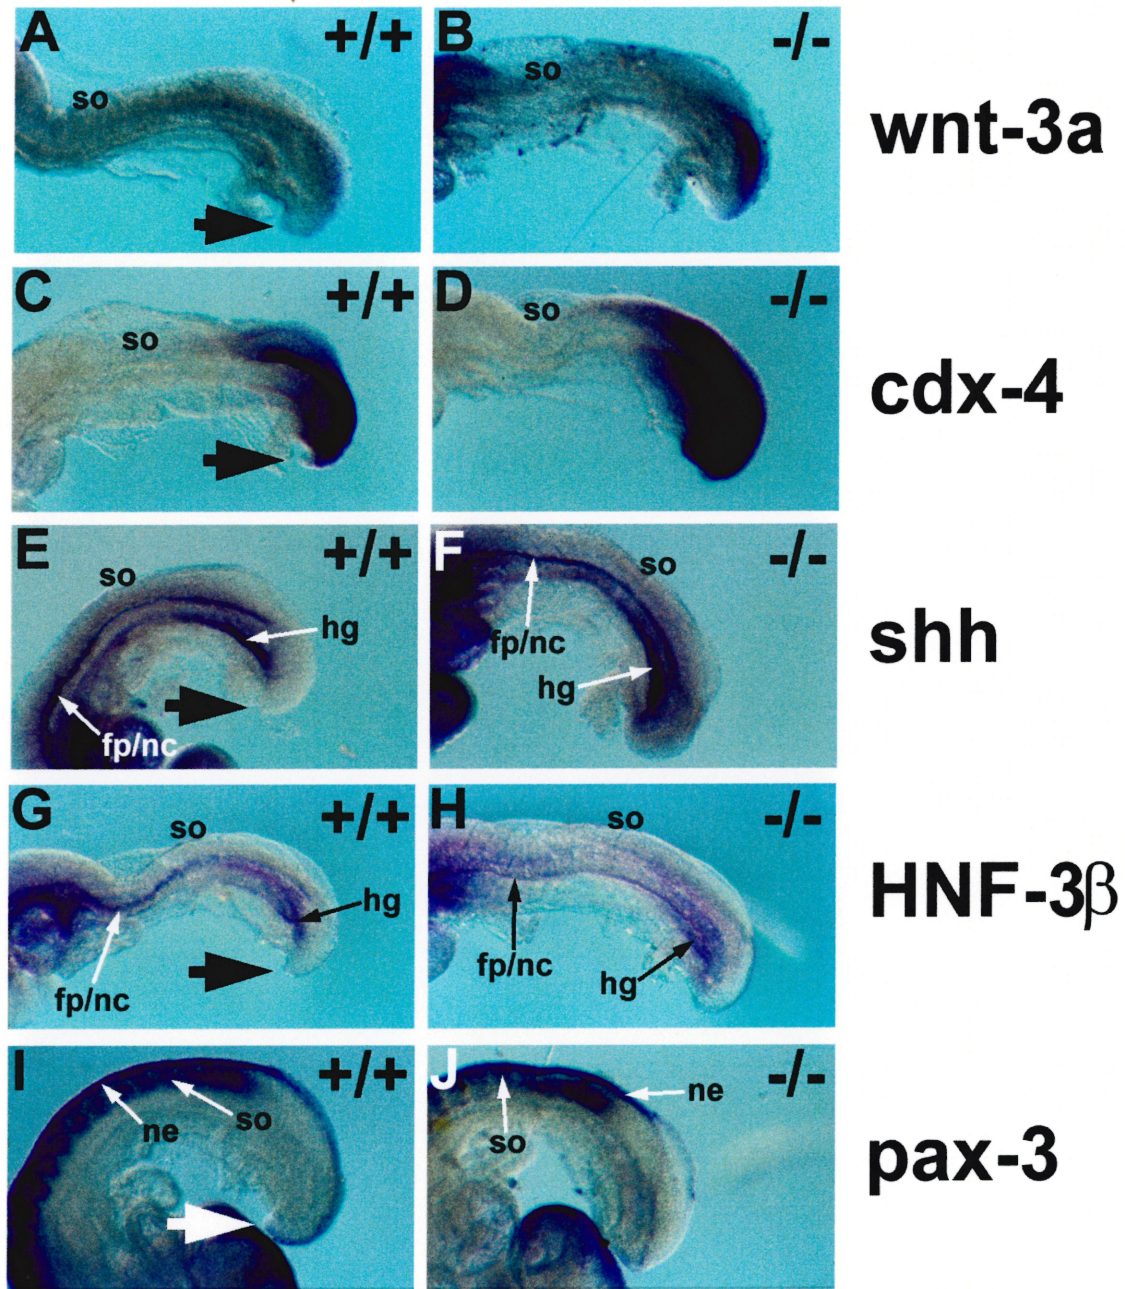 A +/+
so
B -/-
so
wnt-3a
C +/+
so
D -/-
so
cdx-4
E +/+
so
hg
fp/nc
F -/-
so
fp/nc
hg
shh
G +/+
so
hg
fp/nc
H -/-
so
fp/nc
hg
HNF-3β
I +/+
ne
so
J -/-
ne
so
pax-3